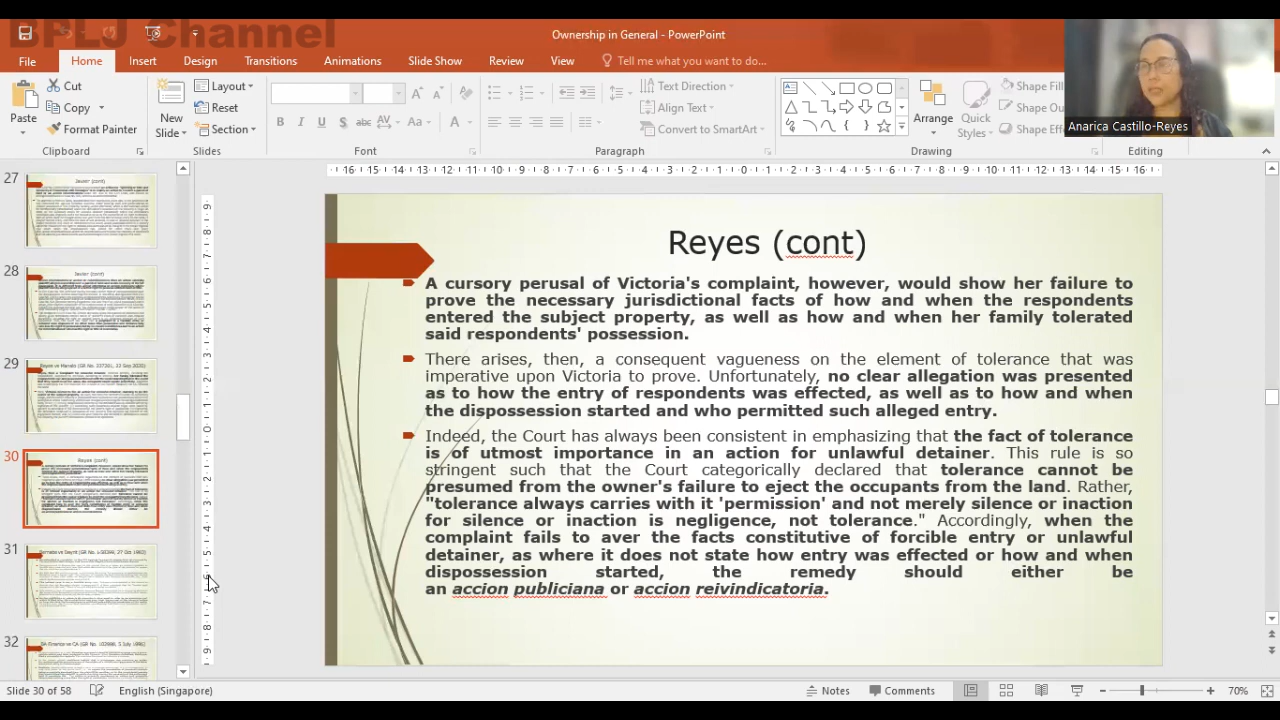 BPLJ Channel
Ownership in General - PowerPoint
File Home Insert Design Transitions Animations Slide Show Review View Tell me what you want to do...
Paste
Cut
Copy
Format Painter
Clipboard
New
Slide
Layout
Reset
Section
Slides
Font
Text Direction
Align Text
Convert to SmartArt
Paragraph
Arrange
Quick
Styles
Shape Fill
Drawing
Editing
Anarica Castillo-Reyes
27
28
29
30
31
32
Reyes (cont)
A cursory perusal of Victoria's complaint, however, would show her failure to
prove the necessary jurisdictional facts of how and when the respondents
entered the subject property, as well as how and when her family tolerated
said respondents' possession.
There arises, then, a consequent vagueness on the element of tolerance that was
imperative upon Victoria to prove. Unfortunately, no clear allegation was presented
as to how the entry of respondents was effected, as well as to how and when
the dispossession started and who permitted such alleged entry.
Indeed, the Court has always been consistent in emphasizing that the fact of tolerance
is of utmost importance in an action for unlawful detainer. This rule is so
stringent such that the Court categorically declared that tolerance cannot be
presumed from the owner's failure to eject the occupants from the land. Rather,
"tolerance always carries with it 'permission' and not merely silence or inaction
for silence or inaction is negligence, not tolerance." Accordingly, when the
complaint fails to aver the facts constitutive of forcible entry or unlawful
detainer, as where it does not state how entry was effected or how and when
dispossession started, the remedy should either be
an accion publiciana or accion reivindicatoria.
Slide 30 of 58
English (Singapore)
Notes
Comments
70%